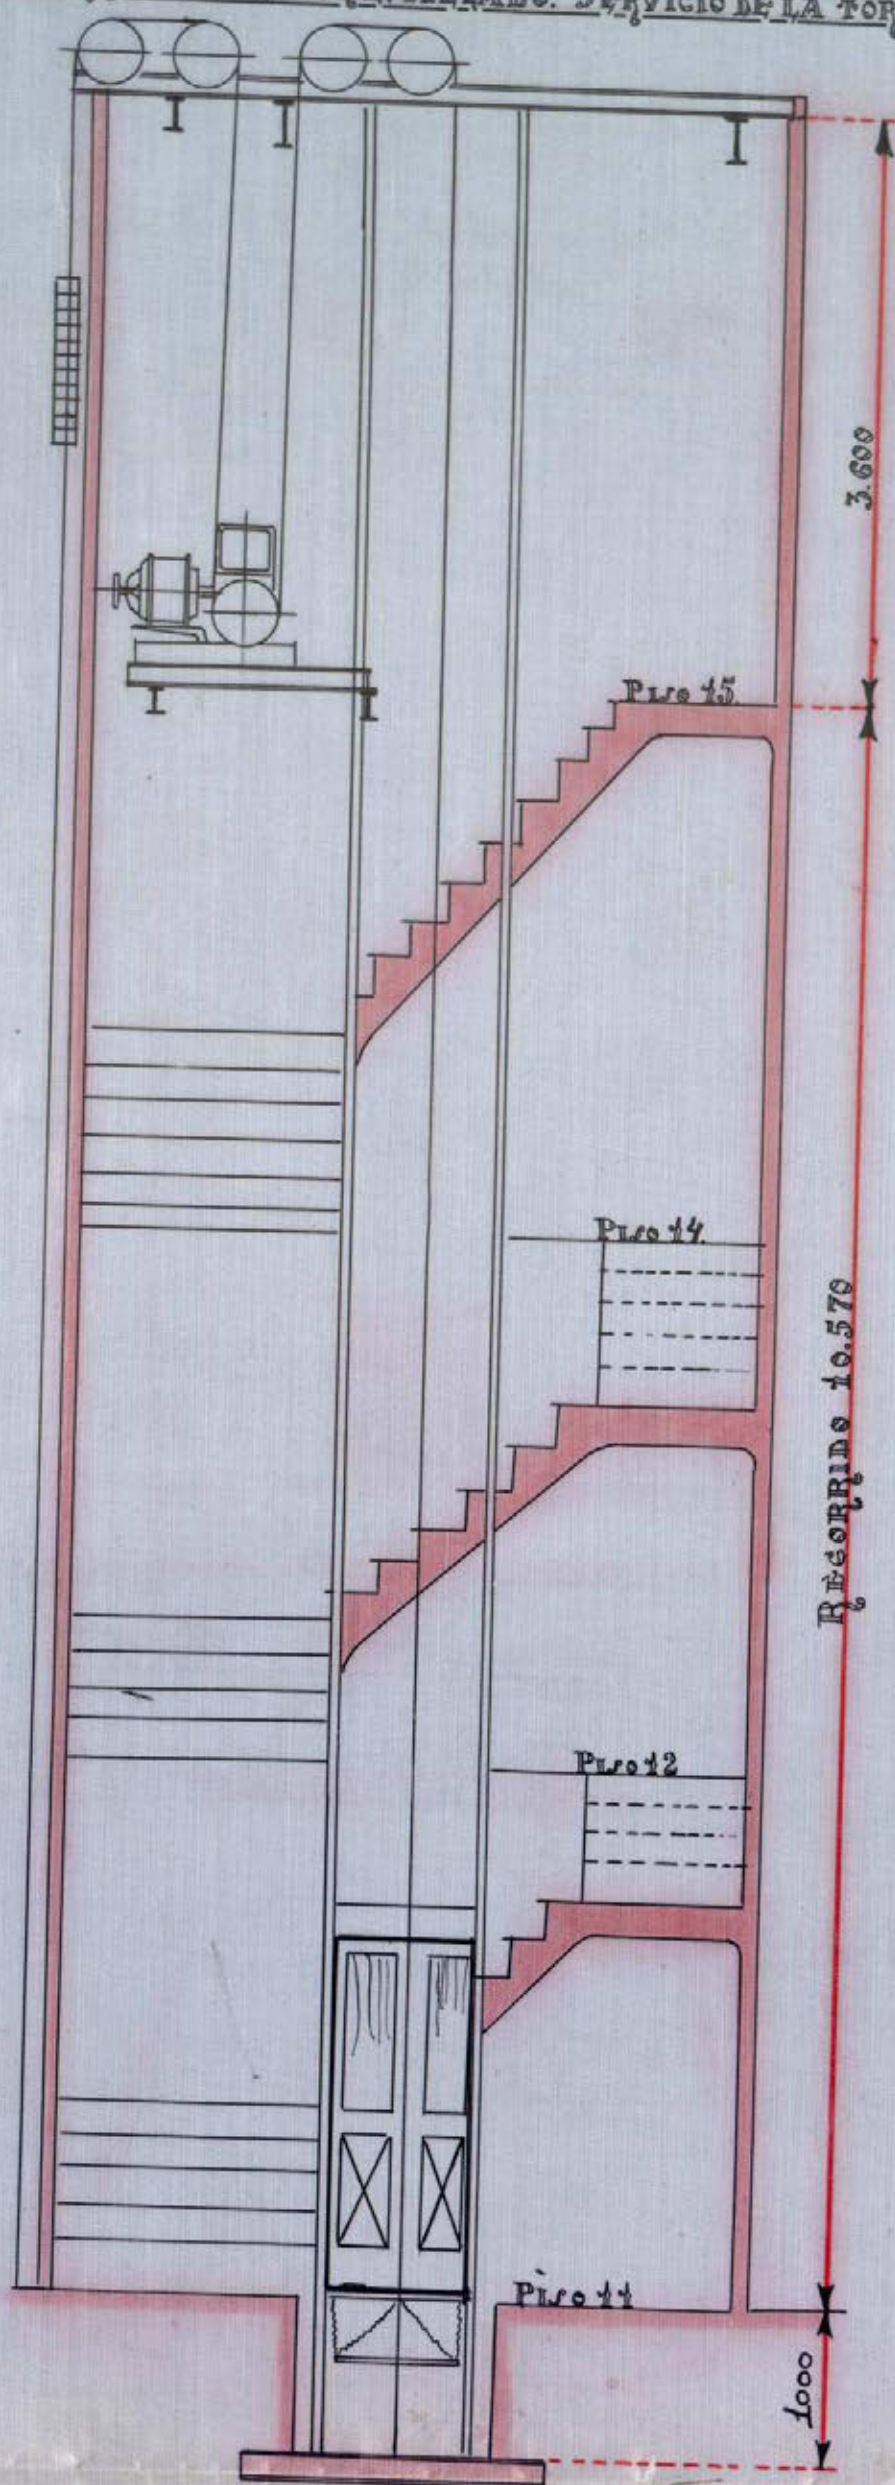 SERVICIO DE LA TOR
3.600
Piso 15.
Piso 14.
RECORRIDO 10.570
Piso 12
Piso 11
1000